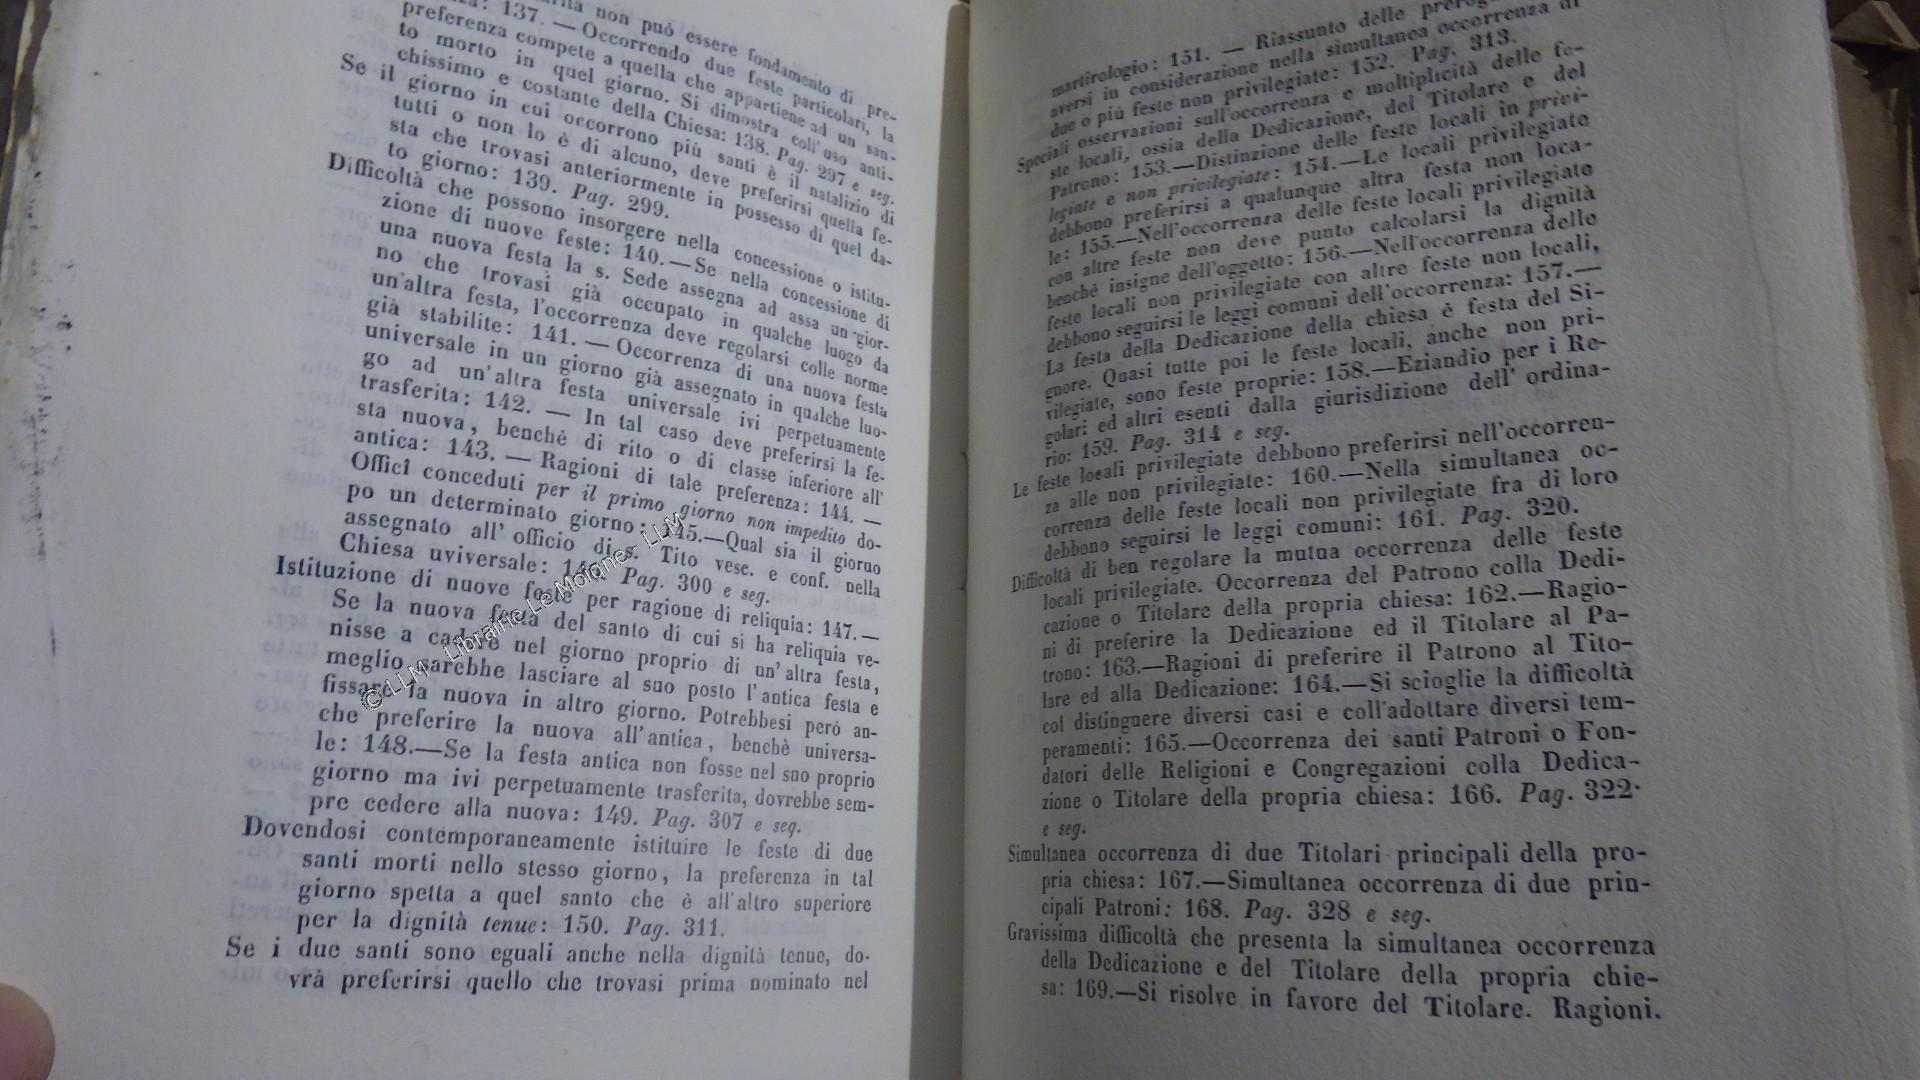 non può essere fondamento di pre-
137. — Occorrendo due feste particolari, la
preferenza compete a quella che appartiene ad un san-
to morto in quel giorno. Si dimostra coll'uso anti-
chissimo e costante della Chiesa: 138. Pag. 297 e seg.
Se il giorno in cui occorrono più santi è il natalizio di
tutti o non lo è di alcuno, deve preferirsi quella fe-
sta che trovasi anteriormente in possesso di quel da-
to giorno: 139. Pag. 299.
Difficoltà che possono insorgere nella concessione o istitu-
zione di nuove feste: 140.—Se nella concessione di
una nuova festa la s. Sede assegna ad assa un gior-
no che trovasi già occupato in qualche luogo da
un'altra festa, l'occorrenza deve regolarsi colle norme
già stabilite: 141. — Occorrenza di una nuova festa
universale in un giorno già assegnato in qualche luo-
go ad un'altra festa universale ivi perpetuamente
trasferita: 142. — In tal caso deve preferirsi la fe-
sta nuova, benchè di rito o di classe inferiore all'
antica: 143. — Ragioni di tale preferenza: 144. —
Officî conceduti per il primo giorno non impedito do-
po un determinato giorno: 145.—Qual sia il gioruo
assegnato all' officio di s. Tito vesc. e conf. nella
Chiesa uviversale: Pag. 300 e seg.
Istituzione di nuove feste per ragione di reliquia: 147.—
Se la nuova festa del santo di cui si ha reliquia ve-
nisse a cadere nel giorno proprio di un'altra festa,
meglio sarebbe lasciare al suo posto l'antica festa e
fissare la nuova in altro giorno. Potrebbesi però an-
che preferire la nuova all'antica, benchè universa-
le: 148.—Se la festa antica non fosse nel suo proprio
giorno ma ivi perpetuamente trasferita, dovrebbe sem-
pre cedere alla nuova: 149. Pag. 307 e seg.
Dovendosi contemporaneamente istituire le feste di due
santi morti nello stesso giorno, la preferenza in tal
giorno spetta a quel santo che è all'altro superiore
per la dignità tenue: 150. Pag. 311.
Se i due santi sono eguali anche nella dignità tenue, do-
vrà preferirsi quello che trovasi prima nominato nel
© LLM - Librairie Le Moigne - LLM
martirologio: 151. — Riassunto delle
aversi in considerazione nella simultanea occorrenza di
due o più feste non privilegiate: 152. Pag. 313.
Speciali osservazioni sull'occorrenza e moltiplicità delle fe-
ste locali, ossia della Dedicazione, del Titolare e del
Patrono: 153.—Distinzione delle feste locali in privi-
legiate e non privilegiate: 154.—Le locali privilegiate
debbono preferirsi a qualunque altra festa non loca-
le: 155.—Nell'occorrenza delle feste locali privilegiate
con altre feste non deve punto calcolarsi la dignità
benchè insigne dell'oggetto: 156.—Nell'occorrenza delle
feste locali non privilegiate con altre feste non locali,
debbono seguirsi le leggi comuni dell'occorrenza: 157.—
La festa della Dedicazione della chiesa è festa del Si-
gnore. Quasi tutte poi le feste locali, anche non pri-
vilegiate, sono feste proprie: 158.—Eziandio per i Re-
golari ed altri esenti dalla giurisdizione dell' ordina-
rio: 159. Pag. 314 e seg.
Le feste locali privilegiate debbono preferirsi nell'occorren-
za alle non privilegiate: 160.—Nella simultanea oc-
correnza delle feste locali non privilegiate fra di loro
debbono seguirsi le leggi comuni: 161. Pag. 320.
Difficoltà di ben regolare la mutua occorrenza delle feste
locali privilegiate. Occorrenza del Patrono colla Dedi-
cazione o Titolare della propria chiesa: 162.—Ragio-
ni di preferire la Dedicazione ed il Titolare al Pa-
trono: 163.—Ragioni di preferire il Patrono al Tito-
lare ed alla Dedicazione: 164.—Si scioglie la difficoltà
col distinguere diversi casi e coll'adottare diversi tem-
peramenti: 165.—Occorrenza dei santi Patroni o Fon-
datori delle Religioni e Congregazioni colla Dedica-
zione o Titolare della propria chiesa: 166. Pag. 322.
e seg.
Simultanea occorrenza di due Titolari principali della pro-
pria chiesa: 167.—Simultanea occorrenza di due prin-
cipali Patroni: 168. Pag. 328 e seg.
Gravissima difficoltà che presenta la simultanea occorrenza
della Dedicazione e del Titolare della propria chie-
sa: 169.—Si risolve in favore del Titolare. Ragioni.